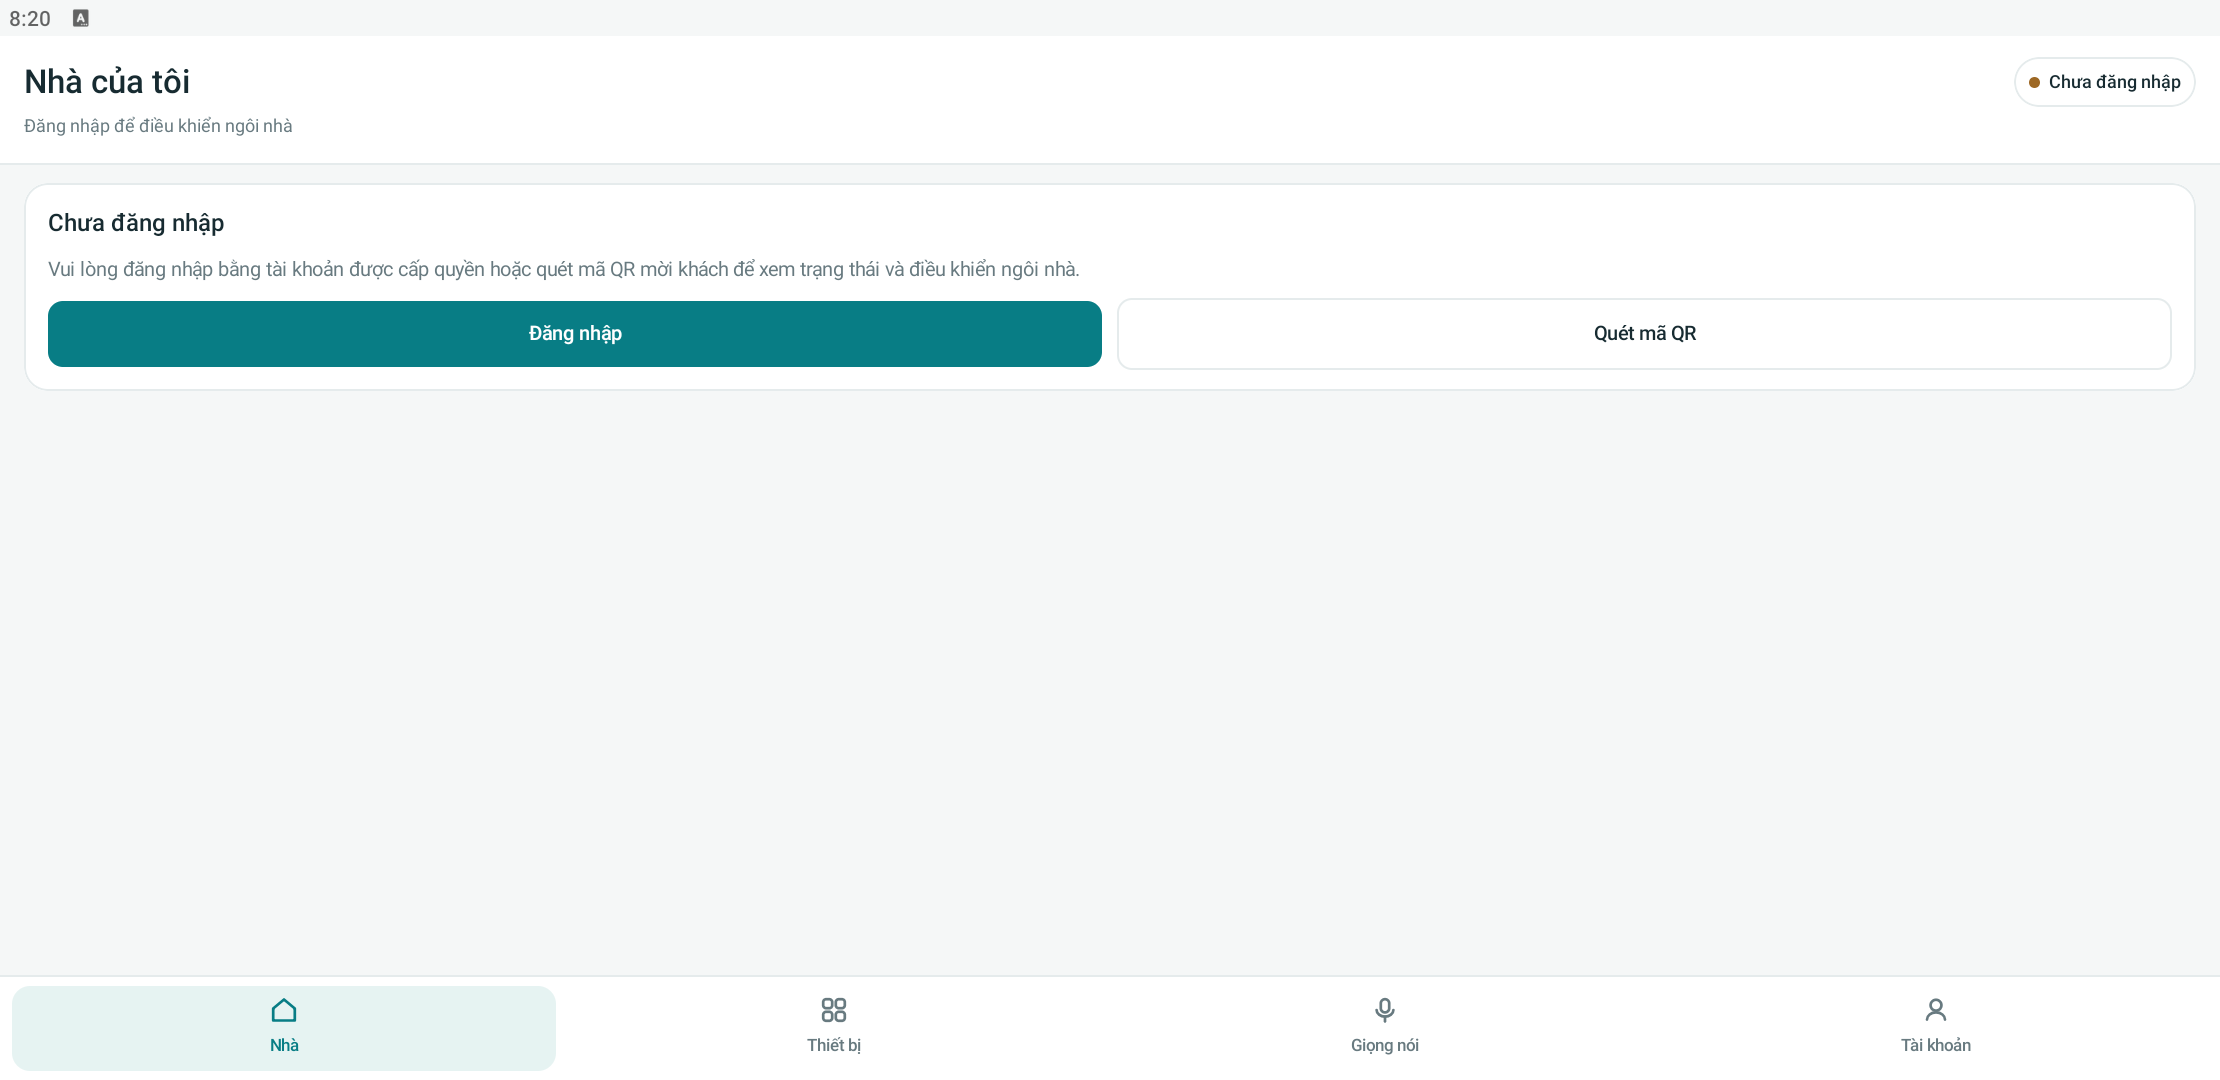 8:20
Nhà của tôi
Chưa đăng nhập
Đăng nhập để điều khiển ngôi nhà
Chưa đăng nhập
Vui lòng đăng nhập bằng tài khoản được cấp quyền hoặc quét mã QR mời khách để xem trạng thái và điều khiển ngôi nhà.
Đăng nhập
Quét mã QR
Nhà
Thiết bị
Giọng nói
Tài khoản